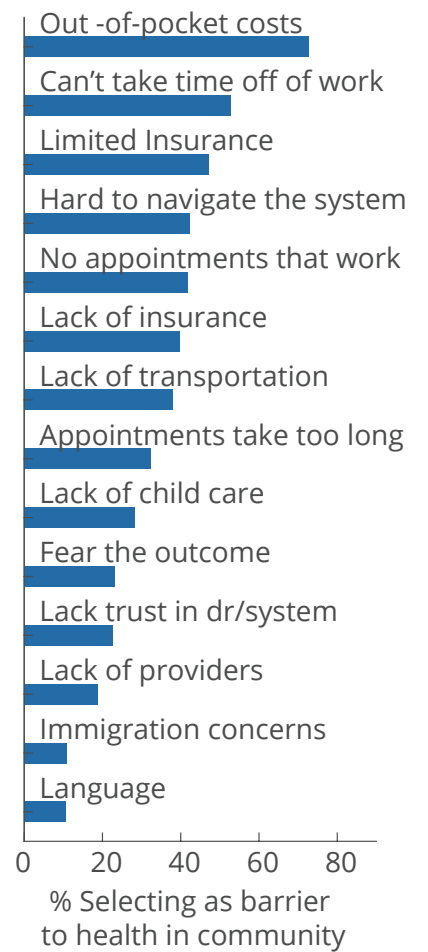 Out -of-pocket costs
Can’t take time off of work
Limited Insurance
Hard to navigate the system
No appointments that work
Lack of insurance
Lack of transportation
Appointments take too long
Lack of child care
Fear the outcome
Lack trust in dr/system
Lack of providers
Immigration concerns
Language
0 20 40 60 80
% Selecting as barrier
to health in community